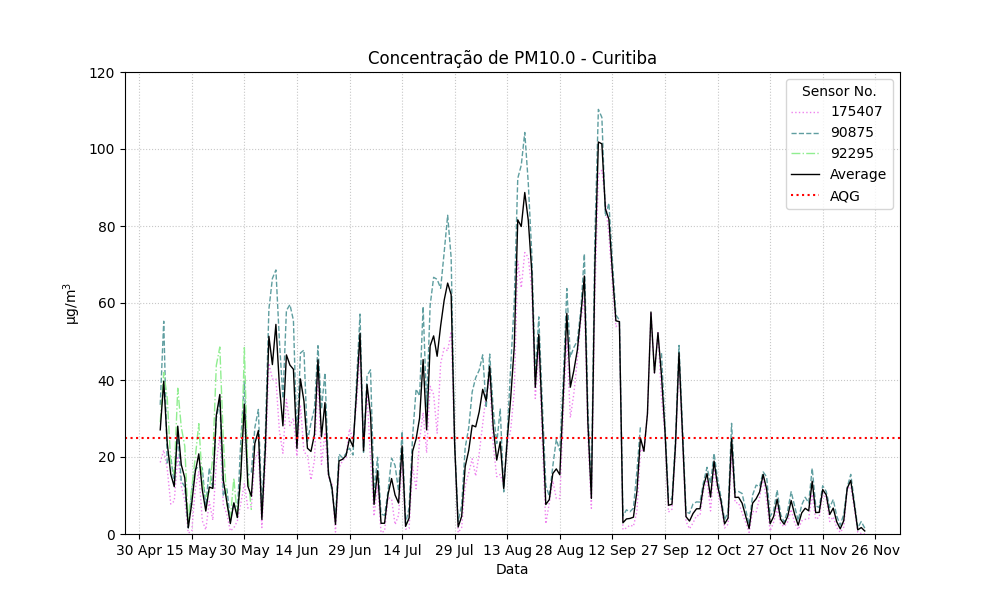 Concentração de PM10.0 - Curitiba
120
100
80
60
40
20
0
µg/m³
Sensor No.
175407
90875
92295
Average
AQG
30 Apr 15 May 30 May 14 Jun 29 Jun 14 Jul 29 Jul 13 Aug 28 Aug 12 Sep 27 Sep 12 Oct 27 Oct 11 Nov 26 Nov
Data